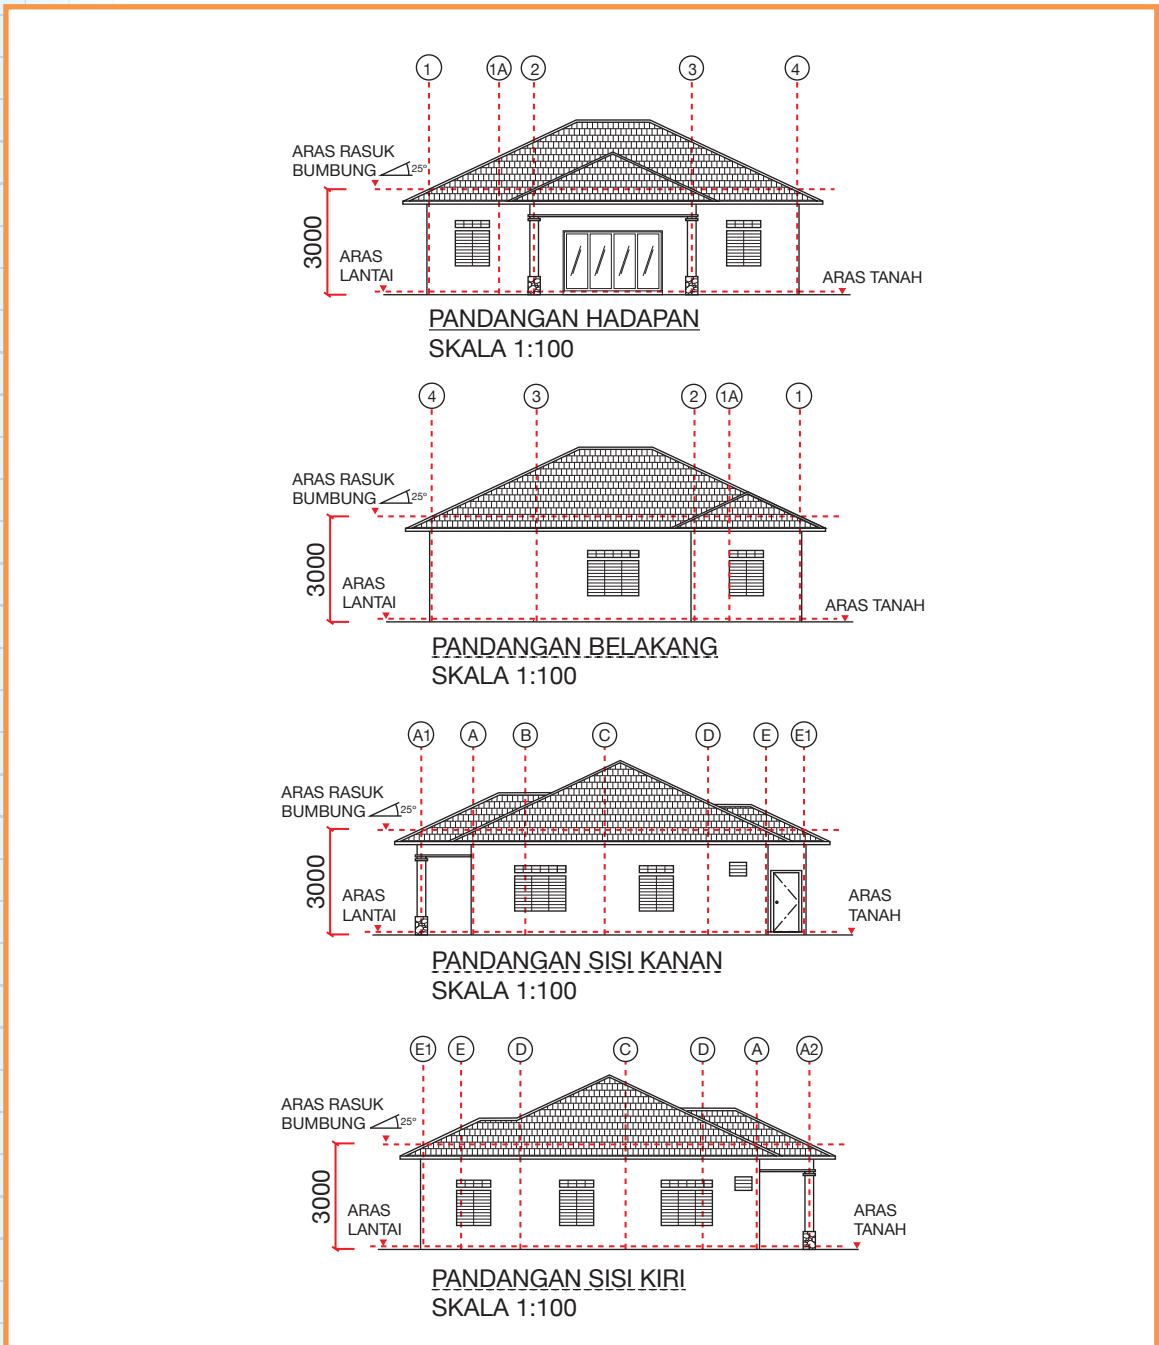 1 1A 2 3 4
ARAS RASUK
BUMBUNG 25°
3000
ARAS
LANTAI
ARAS TANAH
PANDANGAN HADAPAN
SKALA 1:100
4 3 2 1A 1
ARAS RASUK
BUMBUNG 25°
3000
ARAS
LANTAI
ARAS TANAH
PANDANGAN BELAKANG
SKALA 1:100
A1 A B C D E E1
ARAS RASUK
BUMBUNG 25°
3000
ARAS
LANTAI
ARAS
TANAH
PANDANGAN SISI KANAN
SKALA 1:100
E1 E D C D A A2
ARAS RASUK
BUMBUNG 25°
3000
ARAS
LANTAI
ARAS
TANAH
PANDANGAN SISI KIRI
SKALA 1:100